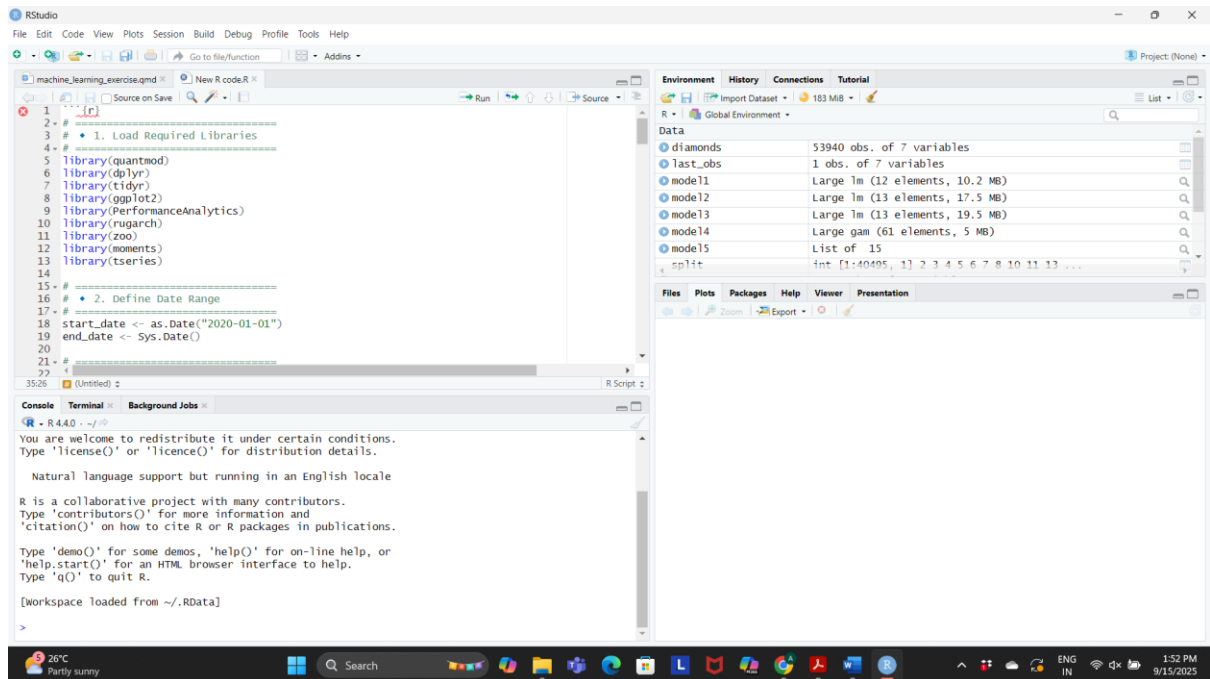 RStudio
File Edit Code View Plots Session Build Debug Profile Tools Help
Go to file/function Addins
Project: (None)
machine_learning_exercise.qmd New R code.R
Source on Save Run Source
1 ```{r}
2 # ================================
3 # 🔹 1. Load Required Libraries
4 # ================================
5 library(quantmod)
6 library(dplyr)
7 library(tidyr)
8 library(ggplot2)
9 library(PerformanceAnalytics)
10 library(rugarch)
11 library(zoo)
12 library(moments)
13 library(tseries)
14
15 # ================================
16 # 🔹 2. Define Date Range
17 # ================================
18 start_date <- as.Date("2020-01-01")
19 end_date <- Sys.Date()
20
21 # ================================
22
35:26 (Untitled) R Script
Console Terminal Background Jobs
R 4.4.0 · ~/
You are welcome to redistribute it under certain conditions.
Type 'license()' or 'licence()' for distribution details.
Natural language support but running in an English locale
R is a collaborative project with many contributors.
Type 'contributors()' for more information and
'citation()' on how to cite R or R packages in publications.
Type 'demo()' for some demos, 'help()' for on-line help, or
'help.start()' for an HTML browser interface to help.
Type 'q()' to quit R.
[Workspace loaded from ~/.RData]
>
Environment History Connections Tutorial
Import Dataset 183 MiB List
R Global Environment
Data
diamonds 53940 obs. of 7 variables
last_obs 1 obs. of 7 variables
model1 Large lm (12 elements, 10.2 MB)
model2 Large lm (13 elements, 17.5 MB)
model3 Large lm (13 elements, 19.5 MB)
model4 Large gam (61 elements, 5 MB)
model5 List of 15
split int [1:40495, 1] 2 3 4 5 6 7 8 10 11 13 ...
Files Plots Packages Help Viewer Presentation
Zoom Export
5 26°C
Partly sunny
Search
L
R
ENG
IN
1:52 PM
9/15/2025